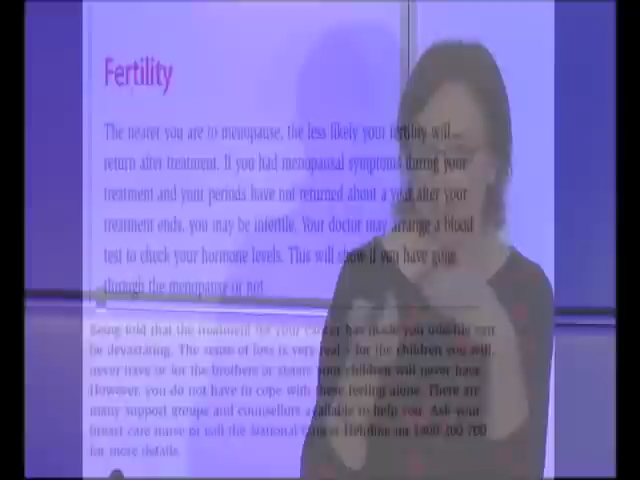 Fertility
The nearer you are to menopause, the less likely your fertility will
return after treatment. If you had menopausal symptoms during your
treatment and your periods have not returned about a year after your
treatment ends, you may be infertile. Your doctor may arrange a blood
test to check your hormone levels. This will show if you have gone
through the menopause or not
Being told that the treatment for your cancer has made you infertile can
be devastating. The sense of loss is very real – for the children you will
never have or for the brothers or sisters your children will never have
However, you do not have to cope with these feeling alone. There are
many support groups and counsellors available to help you. Ask your
breast care nurse or call the National Cancer Helpline on 1800 200 700
for more details.